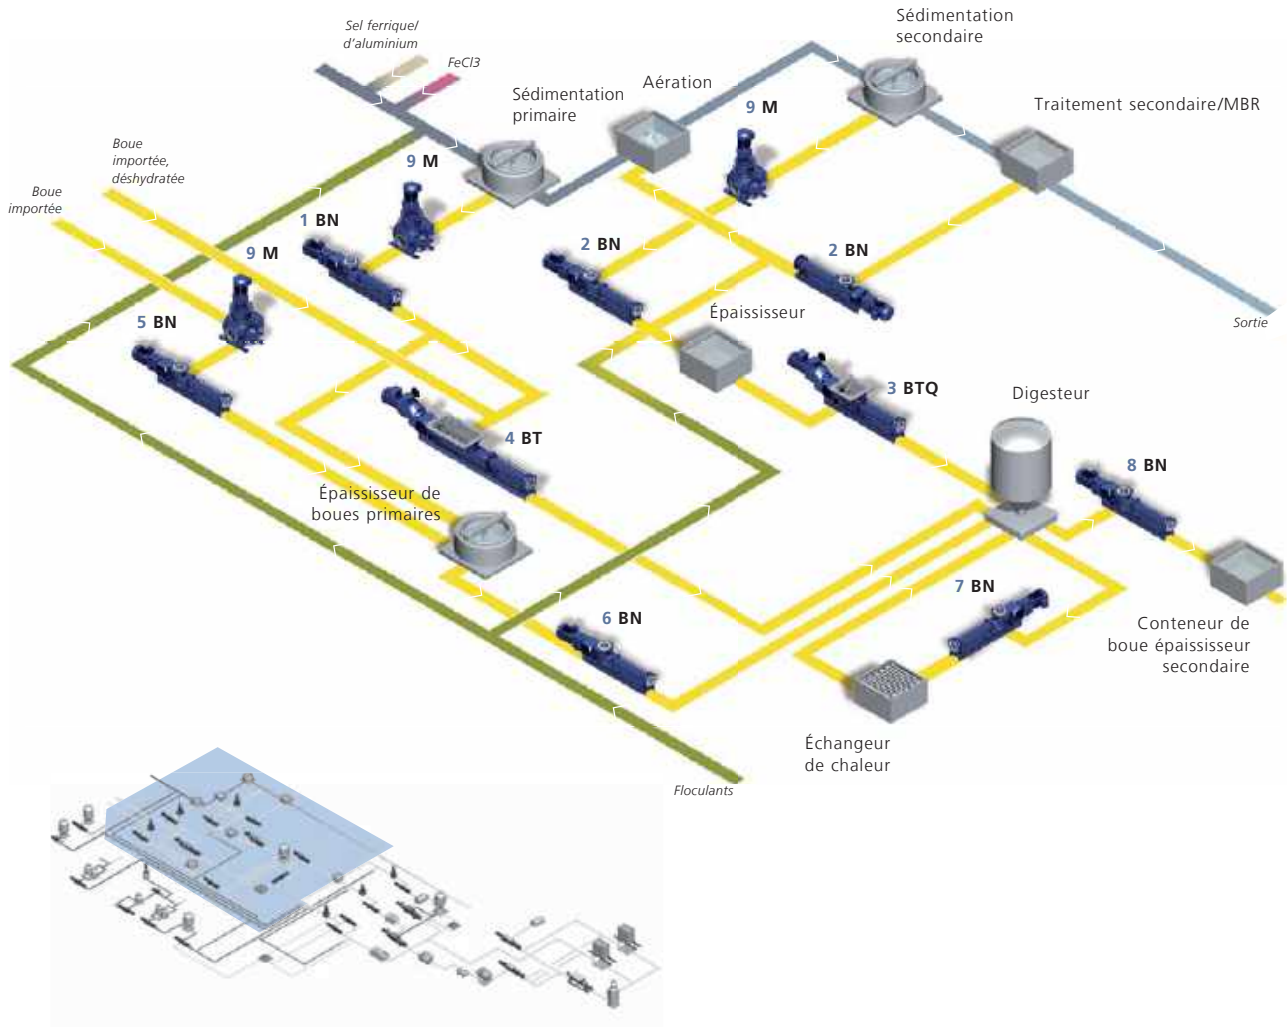 Sel ferrique/
d’aluminium
FeCl3
Sédimentation
secondaire
Sédimentation
primaire
Aération
9 M
Traitement secondaire/MBR
Boue
importée,
déshydratée
9 M
Boue
importée
1 BN
2 BN
2 BN
9 M
Épaississeur
Sortie
5 BN
3 BTQ
Digesteur
4 BT
8 BN
Épaississeur de
boues primaires
7 BN
6 BN
Conteneur de
boue épaississeur
secondaire
Échangeur
de chaleur
Floculants